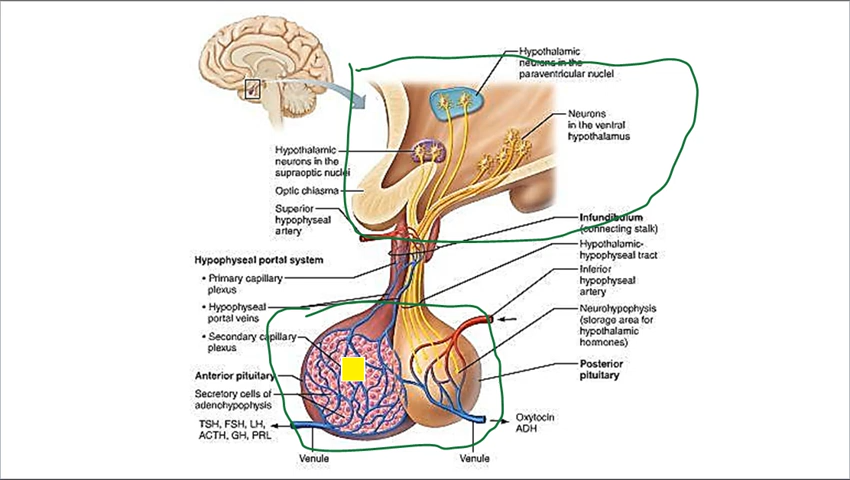 Hypothalamic
neurons in the
paraventricular nuclei
Neurons
in the ventral
hypothalamus
Hypothalamic
neurons in the
supraoptic nuclei
Optic chiasma
Superior
hypophyseal
artery
Infundibulum
(connecting stalk)
Hypothalamic-
hypophyseal tract
Inferior
hypophyseal
artery
Hypophyseal portal system
• Primary capillary
plexus
• Hypophyseal
portal veins
• Secondary capillary
plexus
Neurohypophysis
(storage area for
hypothalamic
hormones)
Posterior
pituitary
Anterior pituitary
Secretory cells of
adenohypophysis
TSH, FSH, LH,
ACTH, GH, PRL
Oxytocin
ADH
Venule
Venule